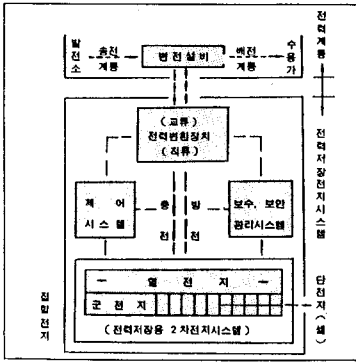 발전소
송전
계통
변전설비
배전
계통
수용가
전력계통
(교류)
전력변환장치
(직류)
전력저장전지시스템
제 어
시스템
충
전
방
전
보수, 보안
관리시스템
집합전지
— 열 전 지 —
군 전 지
단전지(셀)
(전력저장용 2차전지시스템)